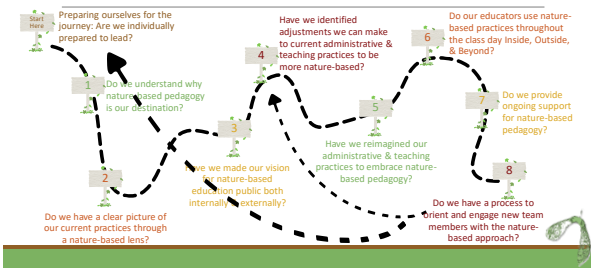 Start
Here
Preparing ourselves for the
journey: Are we individually
prepared to lead?
1
Do we understand why
nature-based pedagogy
is our destination?
2
Do we have a clear picture of
our current practices through
a nature-based lens?
3
Have we made our vision
for nature-based
education public both
internally & externally?
4
Have we identified
adjustments we can make
to current administrative &
teaching practices to be
more nature-based?
5
Have we reimagined our
administrative & teaching
practices to embrace nature-
based pedagogy?
6
Do our educators use nature-
based practices throughout
the class day Inside, Outside,
& Beyond?
7
Do we provide
ongoing support
for nature-based
pedagogy?
8
Do we have a process to
orient and engage new team
members with the nature-
based approach?